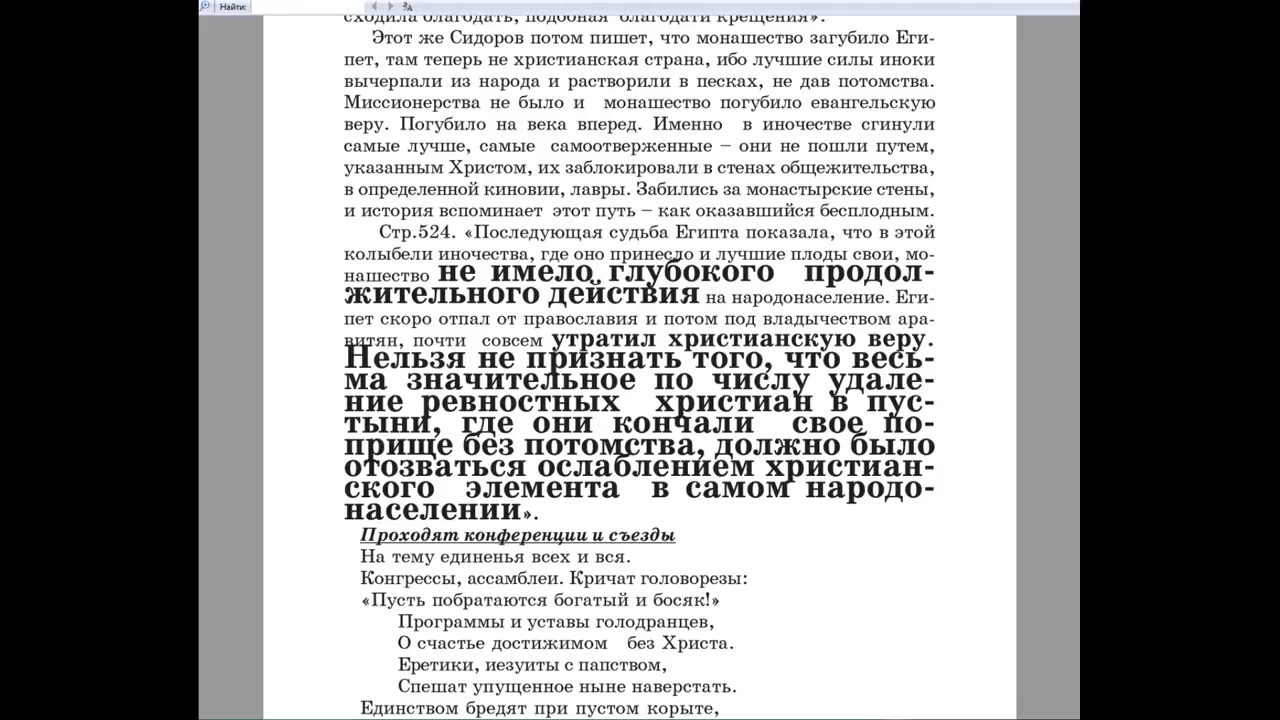 Найти:
сходила благодать, подобная благодати крещения».
Этот же Сидоров потом пишет, что монашество загубило Еги-
пет, там теперь не христианская страна, ибо лучшие силы иноки
вычерпали из народа и растворили в песках, не дав потомства.
Миссионерства не было и монашество погубило евангельскую
веру. Погубило на века вперед. Именно в иночестве сгинули
самые лучше, самые самоотверженные – они не пошли путем,
указанным Христом, их заблокировали в стенах общежительства,
в определенной киновии, лавры. Забились за монастырские стены,
и история вспоминает этот путь – как оказавшийся бесплодным.
Стр.524. «Последующая судьба Египта показала, что в этой
колыбели иночества, где оно принесло и лучшие плоды свои, мо-
нашество не имело глубокого продол-
жительного действия на народонаселение. Еги-
пет скоро отпал от православия и потом под владычеством ара-
витян, почти совсем утратил христианскую веру.
Нельзя не признать того, что весь-
ма значительное по числу удале-
ние ревностных христиан в пус-
тыни, где они кончали свое по-
прище без потомства, должно было
отозваться ослаблением христиан-
ского элемента в самом народо-
населении».
Проходят конференции и съезды
На тему единенья всех и вся.
Конгрессы, ассамблеи. Кричат головорезы:
«Пусть побратаются богатый и босяк!»
Программы и уставы голодранцев,
О счастье достижимом без Христа.
Еретики, иезуиты с папством,
Спешат упущенное ныне наверстать.
Единством бредят при пустом корыте,